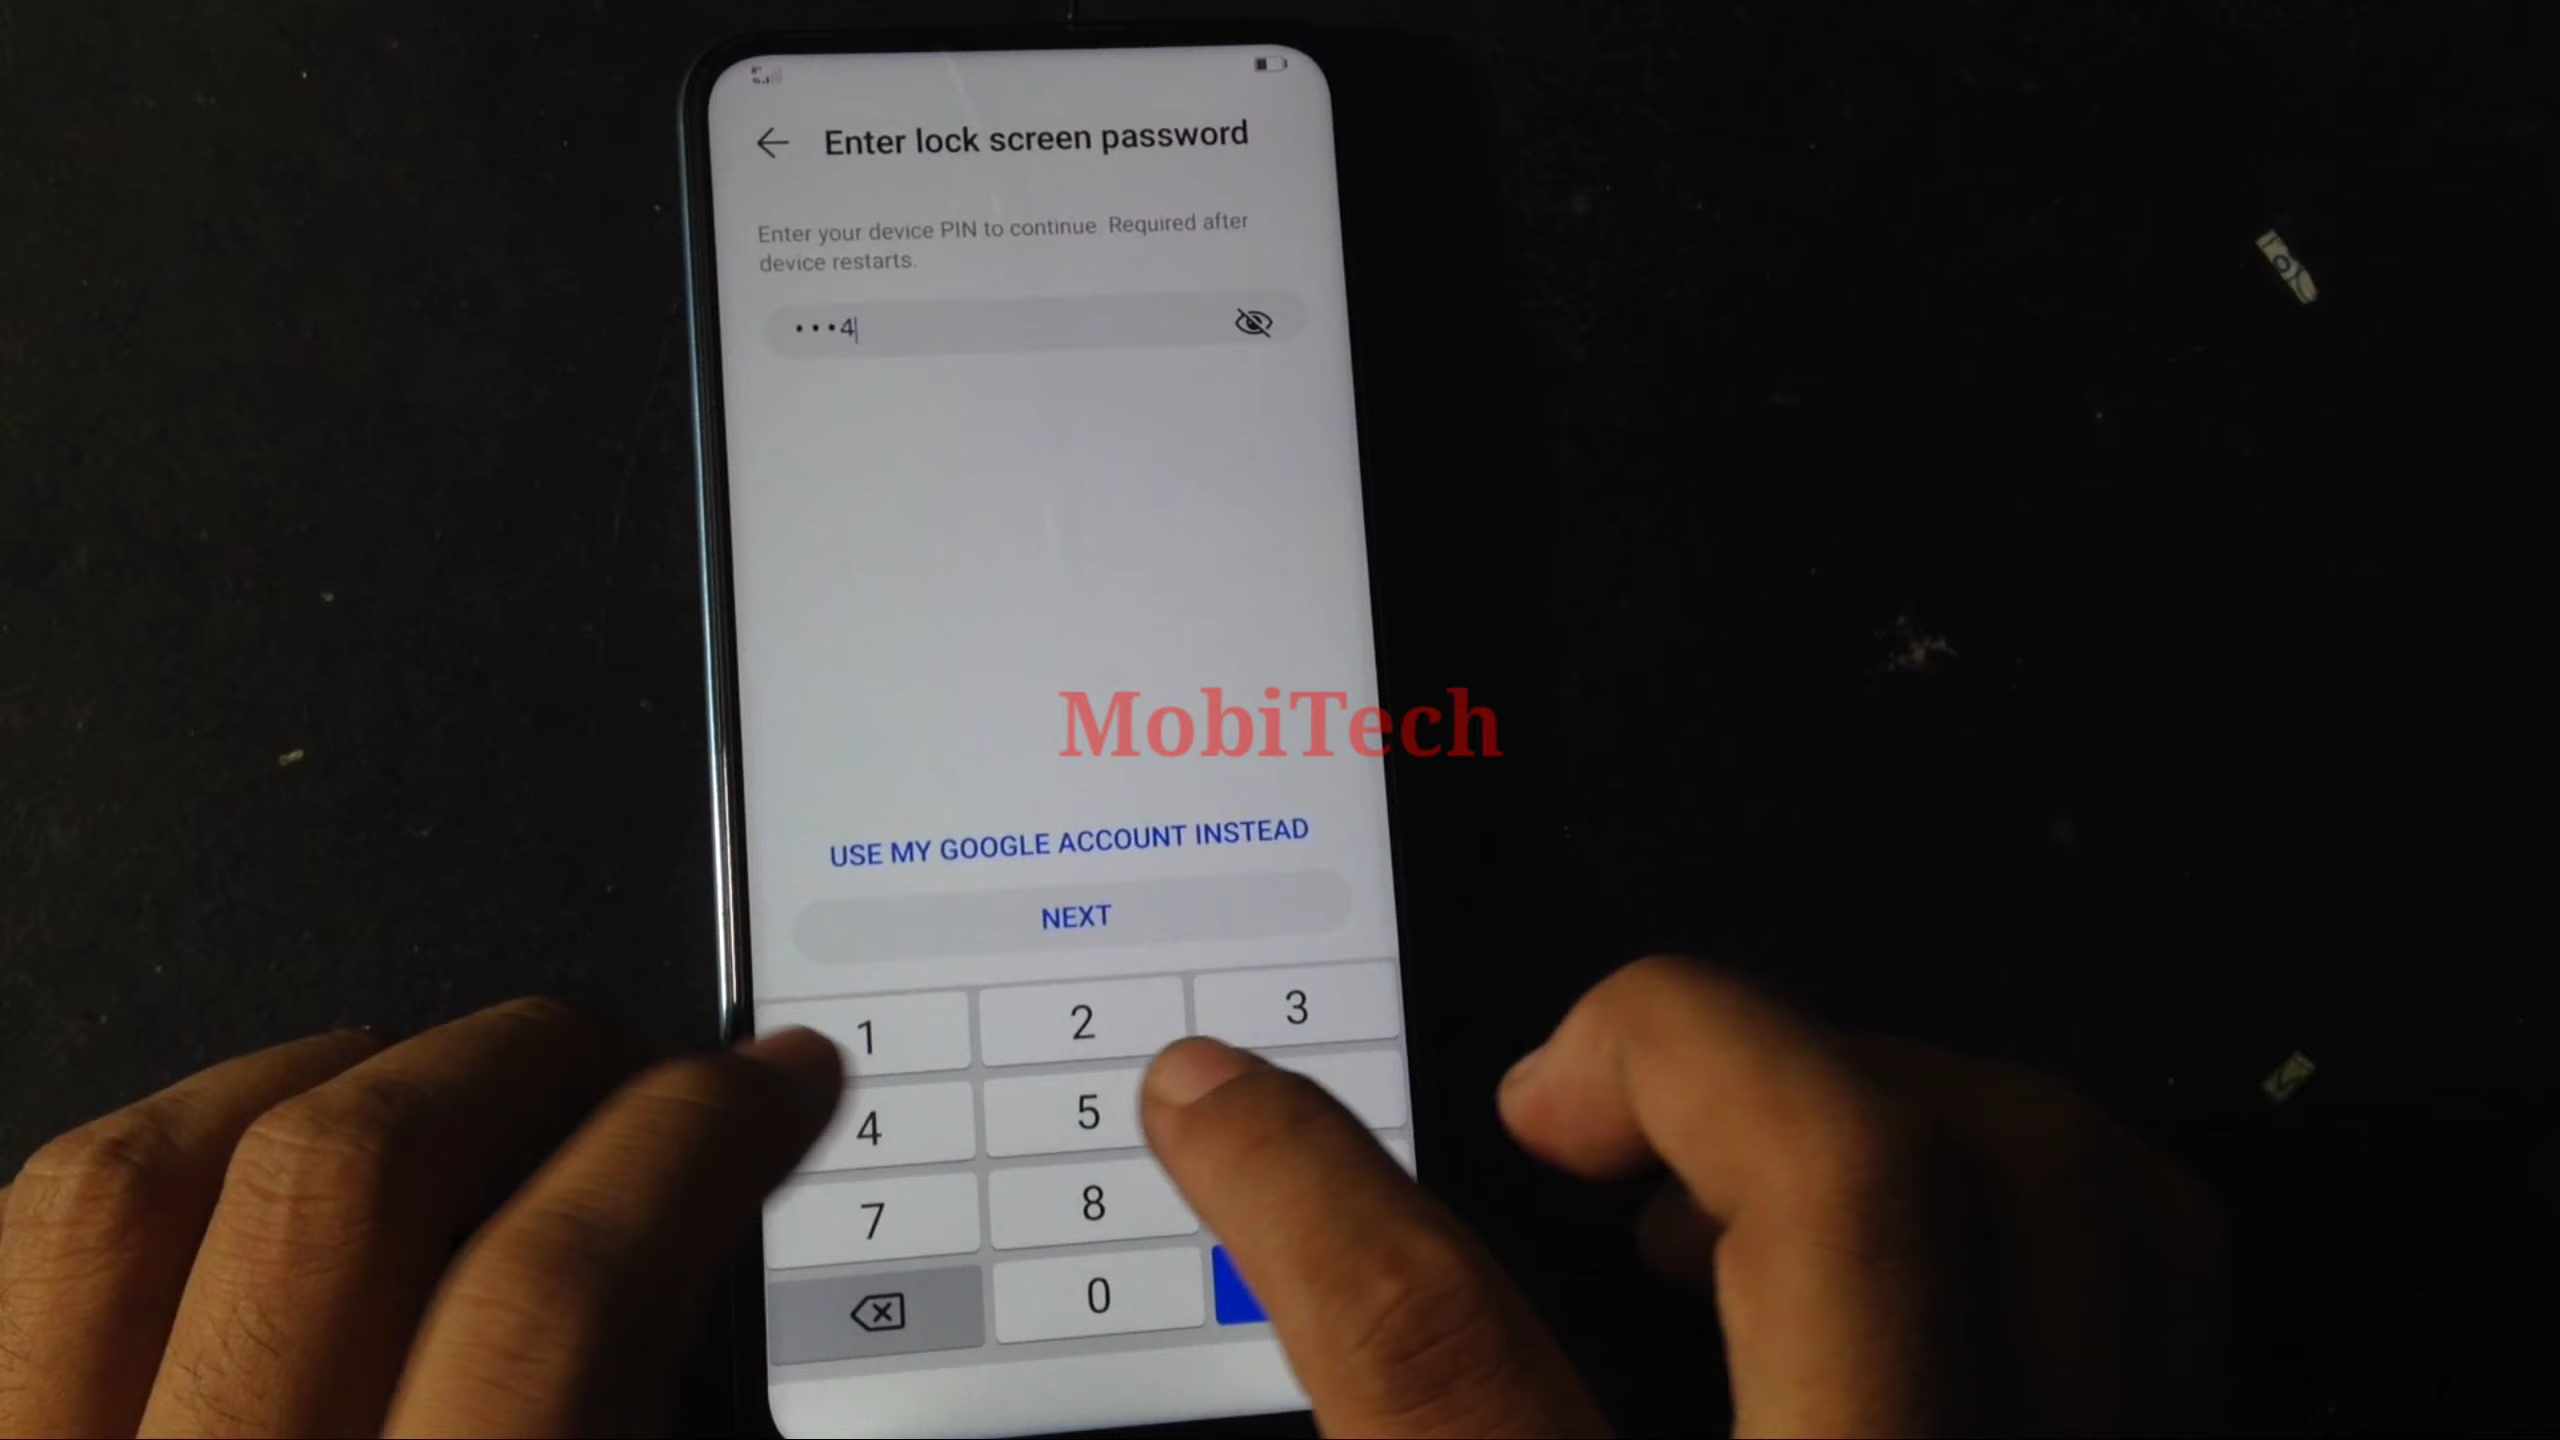 Enter lock screen password
Enter your device PIN to continue. Required after
device restarts.
•••4
MobiTech
USE MY GOOGLE ACCOUNT INSTEAD
NEXT
1 2 3
4 5
7 8
0